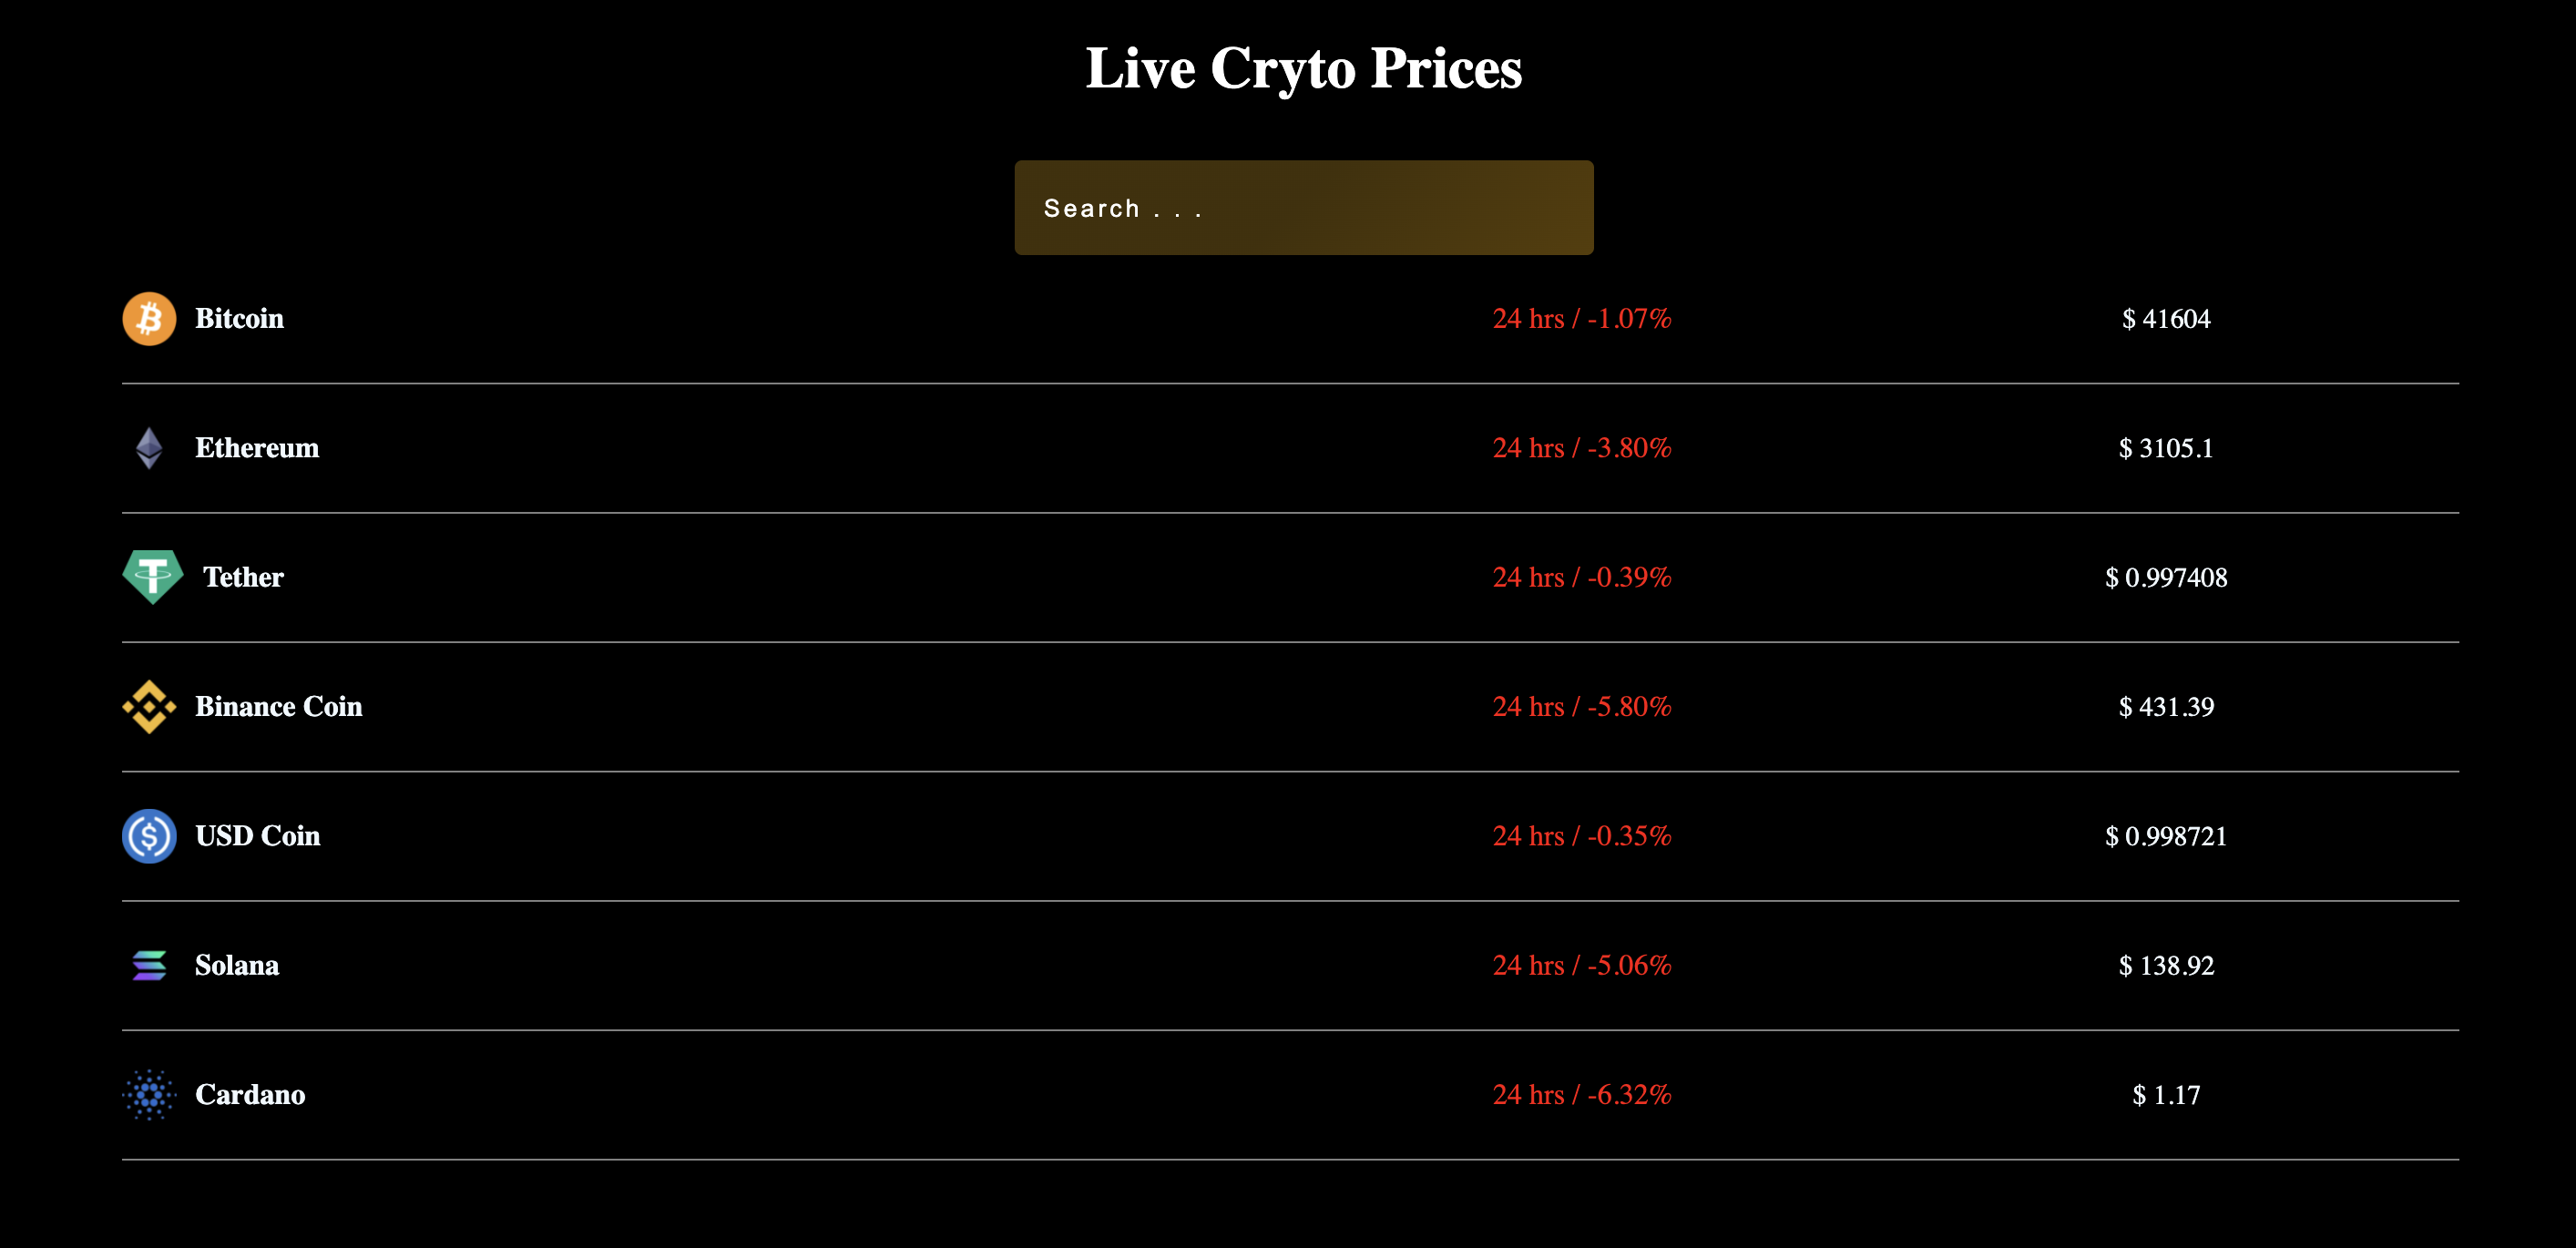 Live Cryto Prices
Search . . .
Bitcoin 24 hrs / -1.07% $ 41604
Ethereum 24 hrs / -3.80% $ 3105.1
Tether 24 hrs / -0.39% $ 0.997408
Binance Coin 24 hrs / -5.80% $ 431.39
USD Coin 24 hrs / -0.35% $ 0.998721
Solana 24 hrs / -5.06% $ 138.92
Cardano 24 hrs / -6.32% $ 1.17